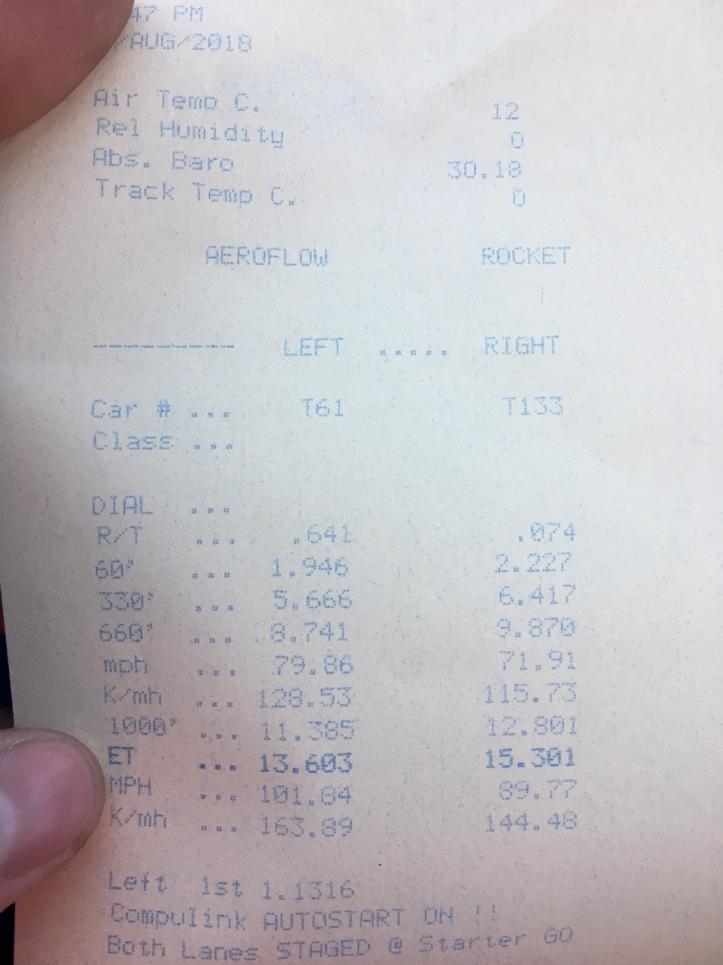 47 PM
/AUG/2018
Air Temp C. 12
Rel Humidity 0
Abs. Baro 30.18
Track Temp C. 0
AEROFLOW ROCKET
--------- LEFT ..... RIGHT
Car # ... T61 T133
Class ...
DIAL ...
R/T ... .641 .074
60' ... 1.946 2.227
330' ... 5.666 6.417
660' ... 8.741 9.870
mph ... 79.86 71.91
K/mh ... 128.53 115.73
1000' ... 11.385 12.801
ET ... 13.603 15.301
MPH ... 101.84 89.77
K/mh ... 163.89 144.48
Left 1st 1.1316
Compulink AUTOSTART ON !!
Both Lanes STAGED @ Starter GO